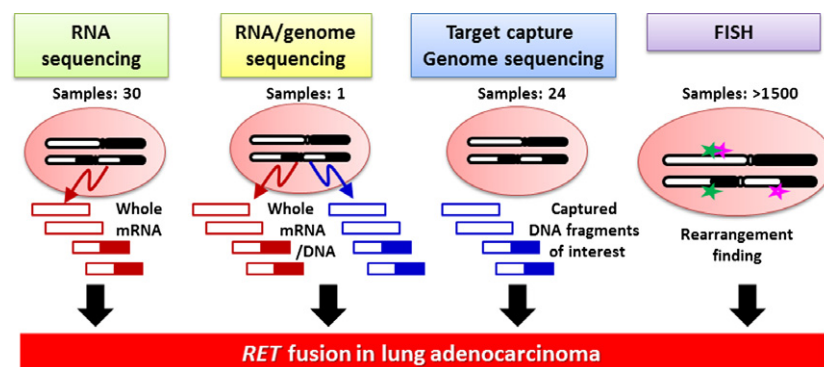 RNA
sequencing
RNA/genome
sequencing
Target capture
Genome sequencing
FISH
Samples: 30
Samples: 1
Samples: 24
Samples: >1500
Whole
mRNA
Whole
mRNA
/DNA
Captured
DNA fragments
of interest
Rearrangement
finding
RET fusion in lung adenocarcinoma